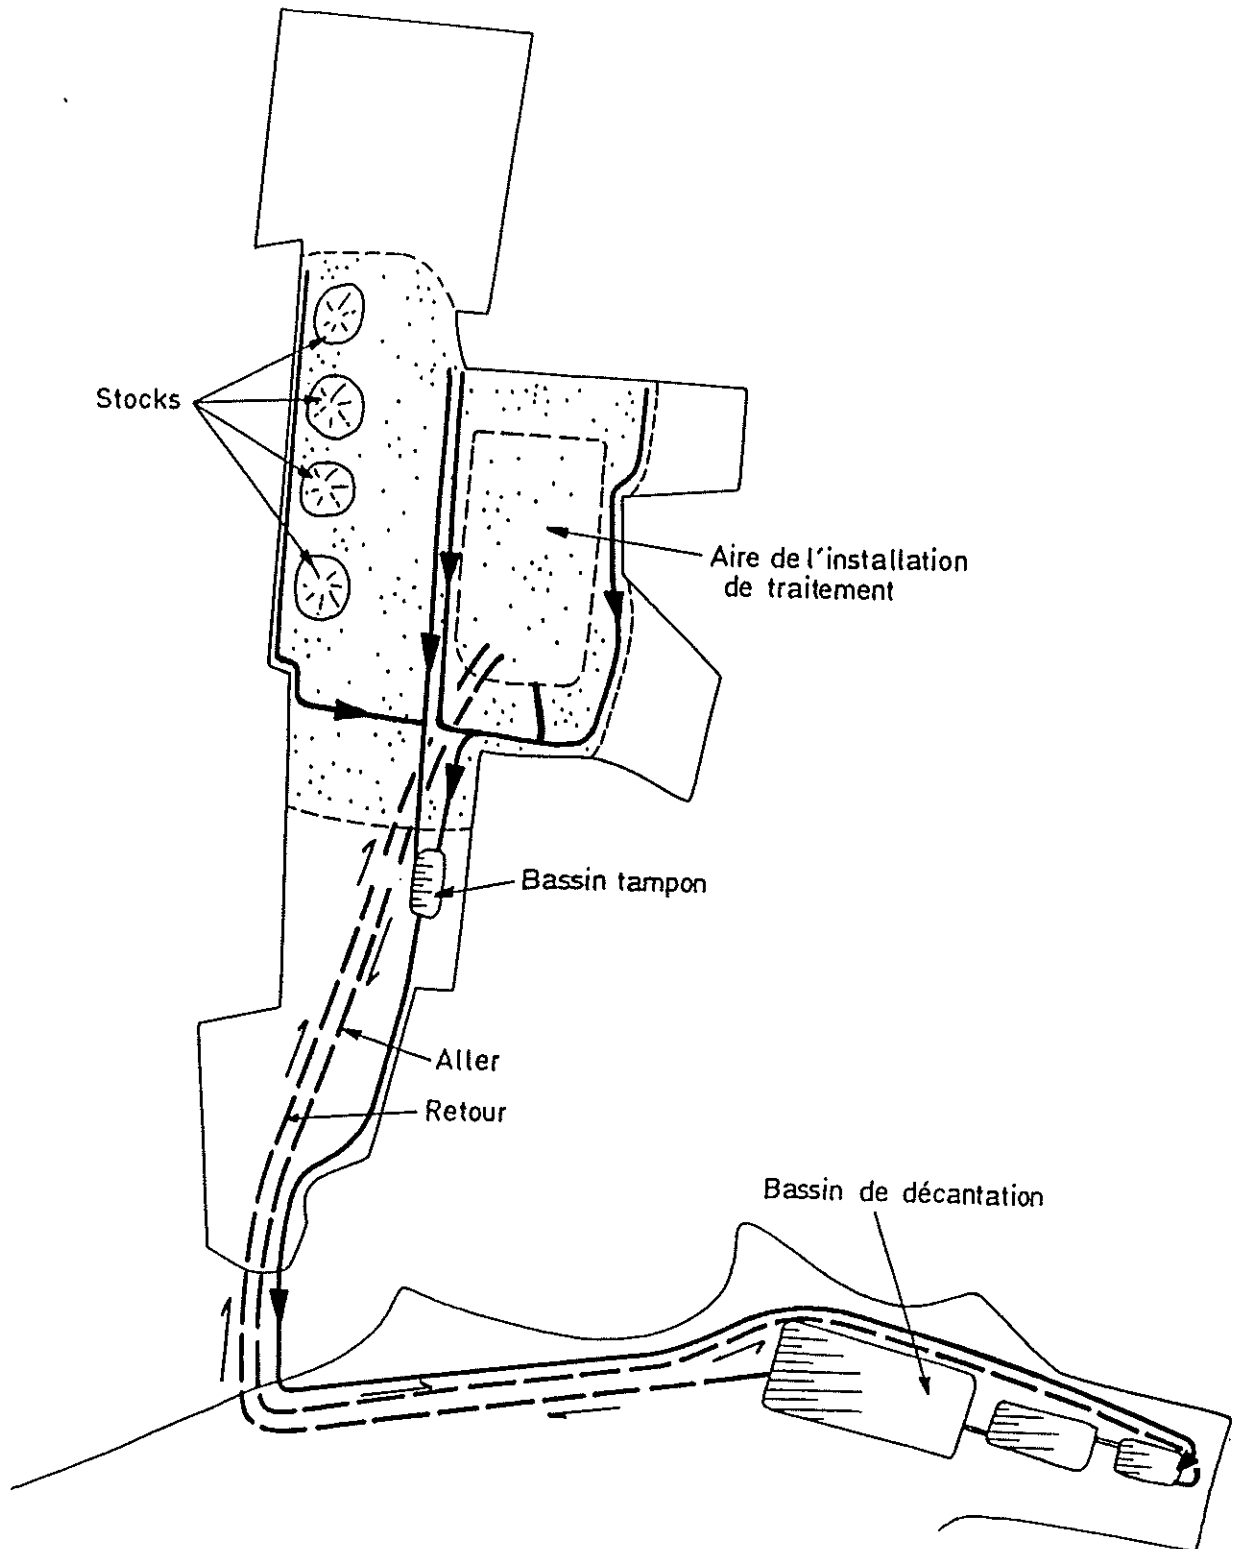 Stocks
Aire de l'installation
de traitement
Bassin tampon
Aller
Retour
Bassin de décantation